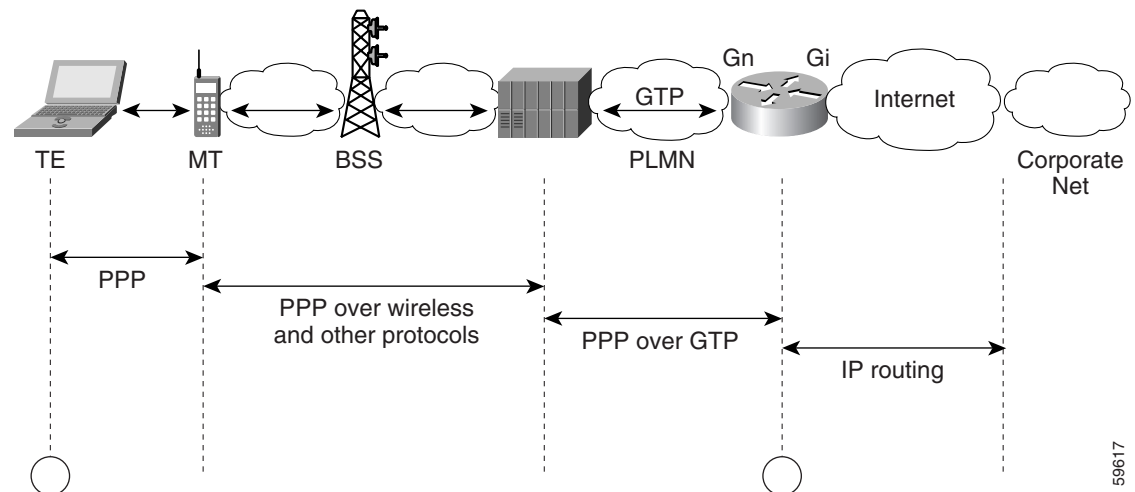 Gn
Gi
GTP
Internet
TE
MT
BSS
PLMN
Corporate
Net
PPP
PPP over wireless
and other protocols
PPP over GTP
IP routing
59617